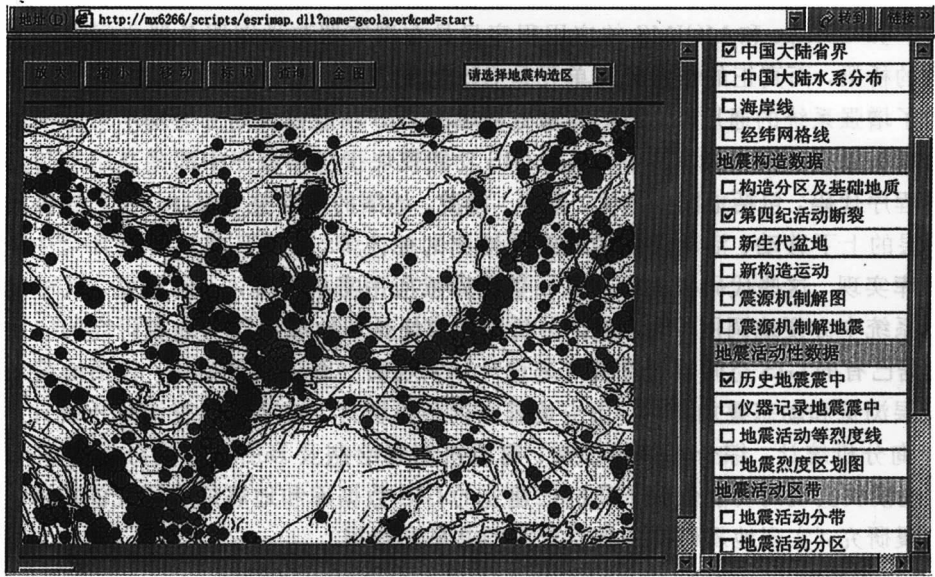 地址(D) http://mx6266/scripts/esrimap.dll?name=geolayer&cmd=start 转到 链接 »
放大 缩小 移动 标识 查询 全图
请选择地震构造区
中国大陆省界
中国大陆水系分布
海岸线
经纬网格线
地震构造数据
构造分区及基础地质
第四纪活动断裂
新生代盆地
新构造运动
震源机制解图
震源机制解地震
地震活动性数据
历史地震震中
仪器记录地震震中
地震活动等烈度线
地震烈度区划图
地震活动区带
地震活动分带
地震活动分区